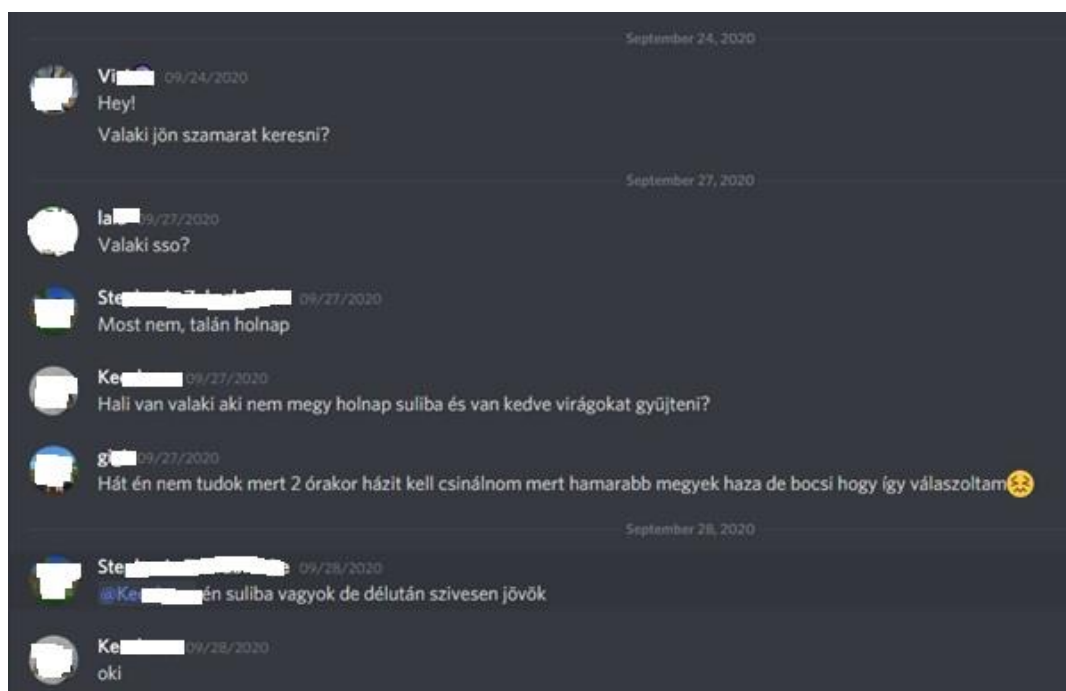 September 24, 2020
Vi 09/24/2020
Hey!
Valaki jön szamarat keresni?
September 27, 2020
la 9/27/2020
Valaki sso?
Ste 09/27/2020
Most nem, talán holnap
Ke 09/27/2020
Hali van valaki aki nem megy holnap suliba és van kedve virágokat gyűjteni?
gi 09/27/2020
Hát én nem tudok mert 2 órakor házit kell csinálnom mert hamarabb megyek haza de bocsi hogy így válaszoltam😖
September 28, 2020
Ste e 09/28/2020
@Ke én suliba vagyok de délután szivesen jövök
Ke 09/28/2020
oki